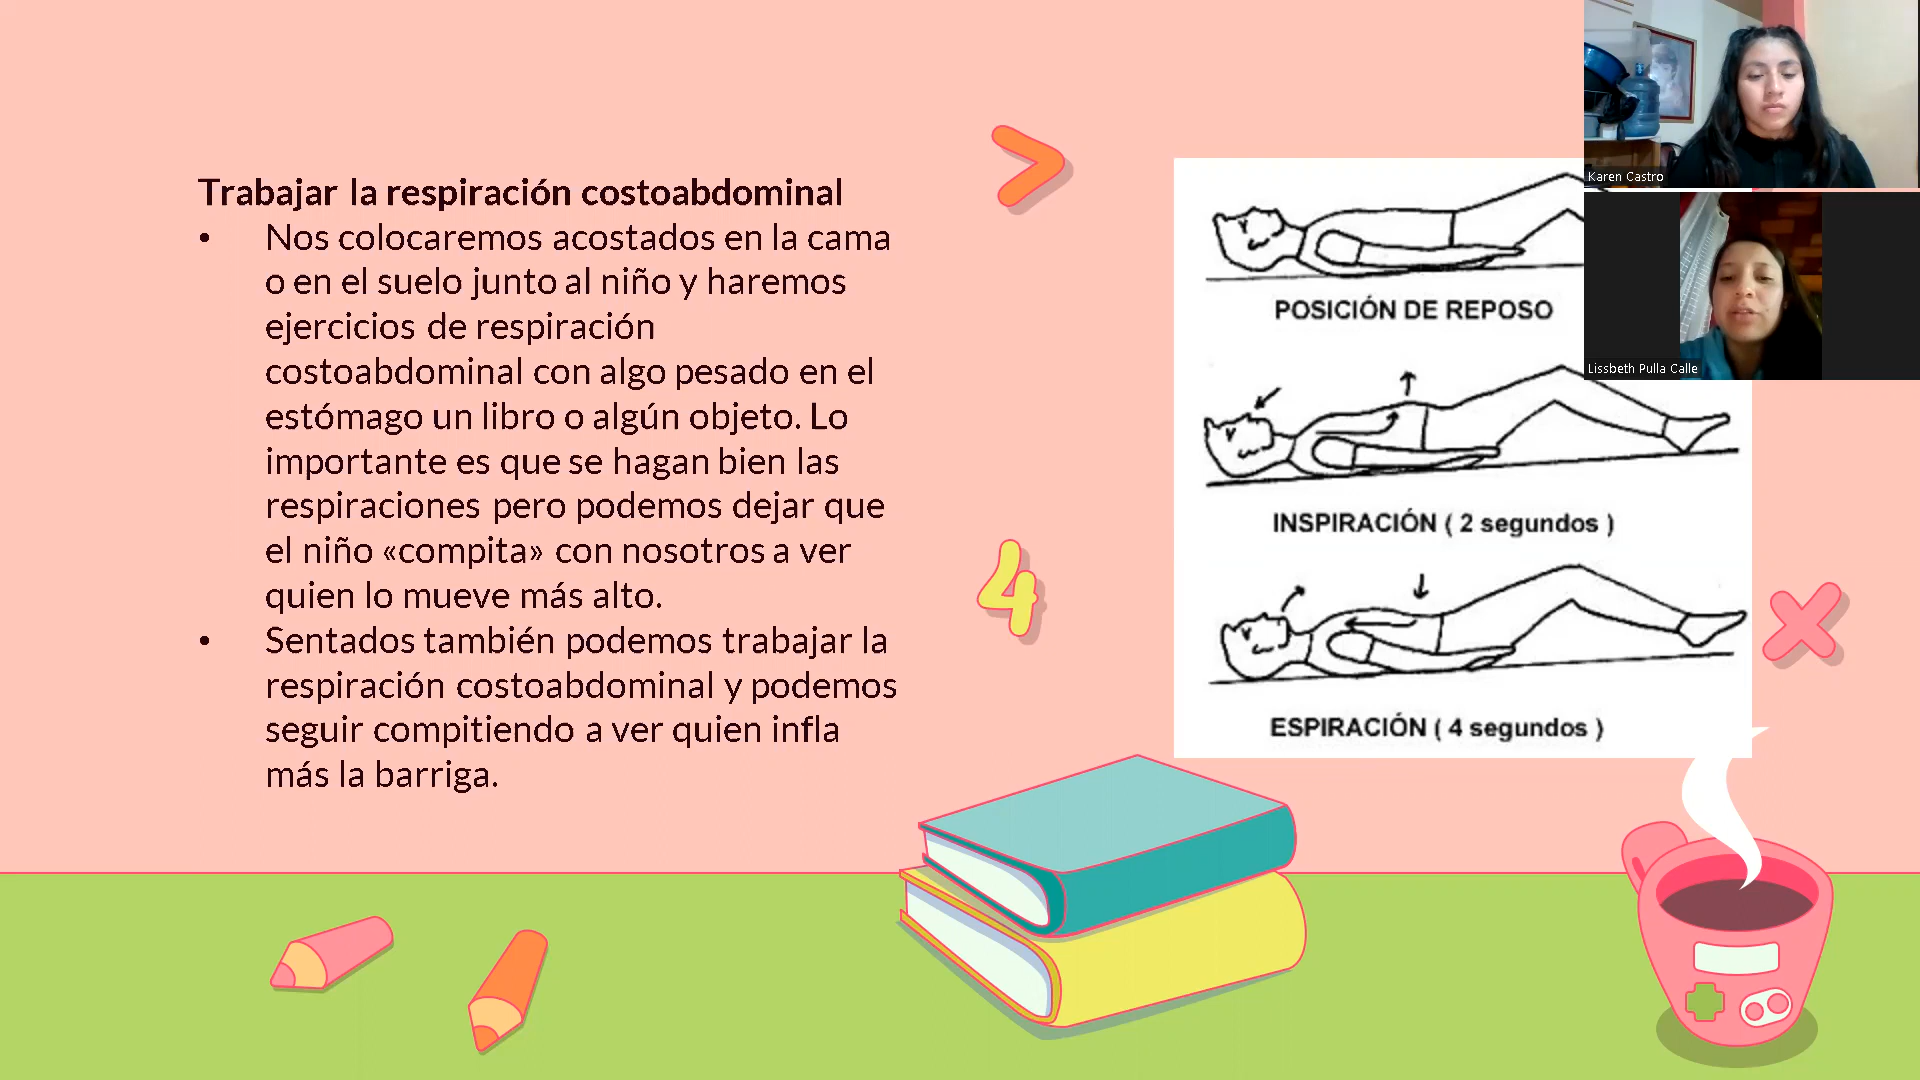 Trabajar la respiración costoabdominal
• Nos colocaremos acostados en la cama
o en el suelo junto al niño y haremos
ejercicios de respiración
costoabdominal con algo pesado en el
estómago un libro o algún objeto. Lo
importante es que se hagan bien las
respiraciones pero podemos dejar que
el niño «compita» con nosotros a ver
quien lo mueve más alto.
• Sentados también podemos trabajar la
respiración costoabdominal y podemos
seguir compitiendo a ver quien infla
más la barriga.
4
POSICIÓN DE REPOSO
INSPIRACIÓN ( 2 segundos )
ESPIRACIÓN ( 4 segundos )
Karen Castro
Lissbeth Pulla Calle